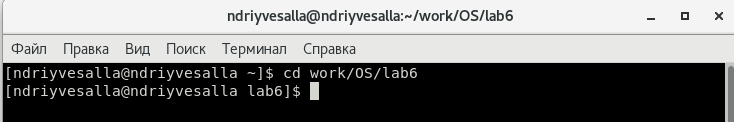 ndriyvesalla@ndriyvesalla:~/work/OS/lab6
Файл Правка Вид Поиск Терминал Справка
[ndriyvesalla@ndriyvesalla ~]$ cd work/OS/lab6
[ndriyvesalla@ndriyvesalla lab6]$